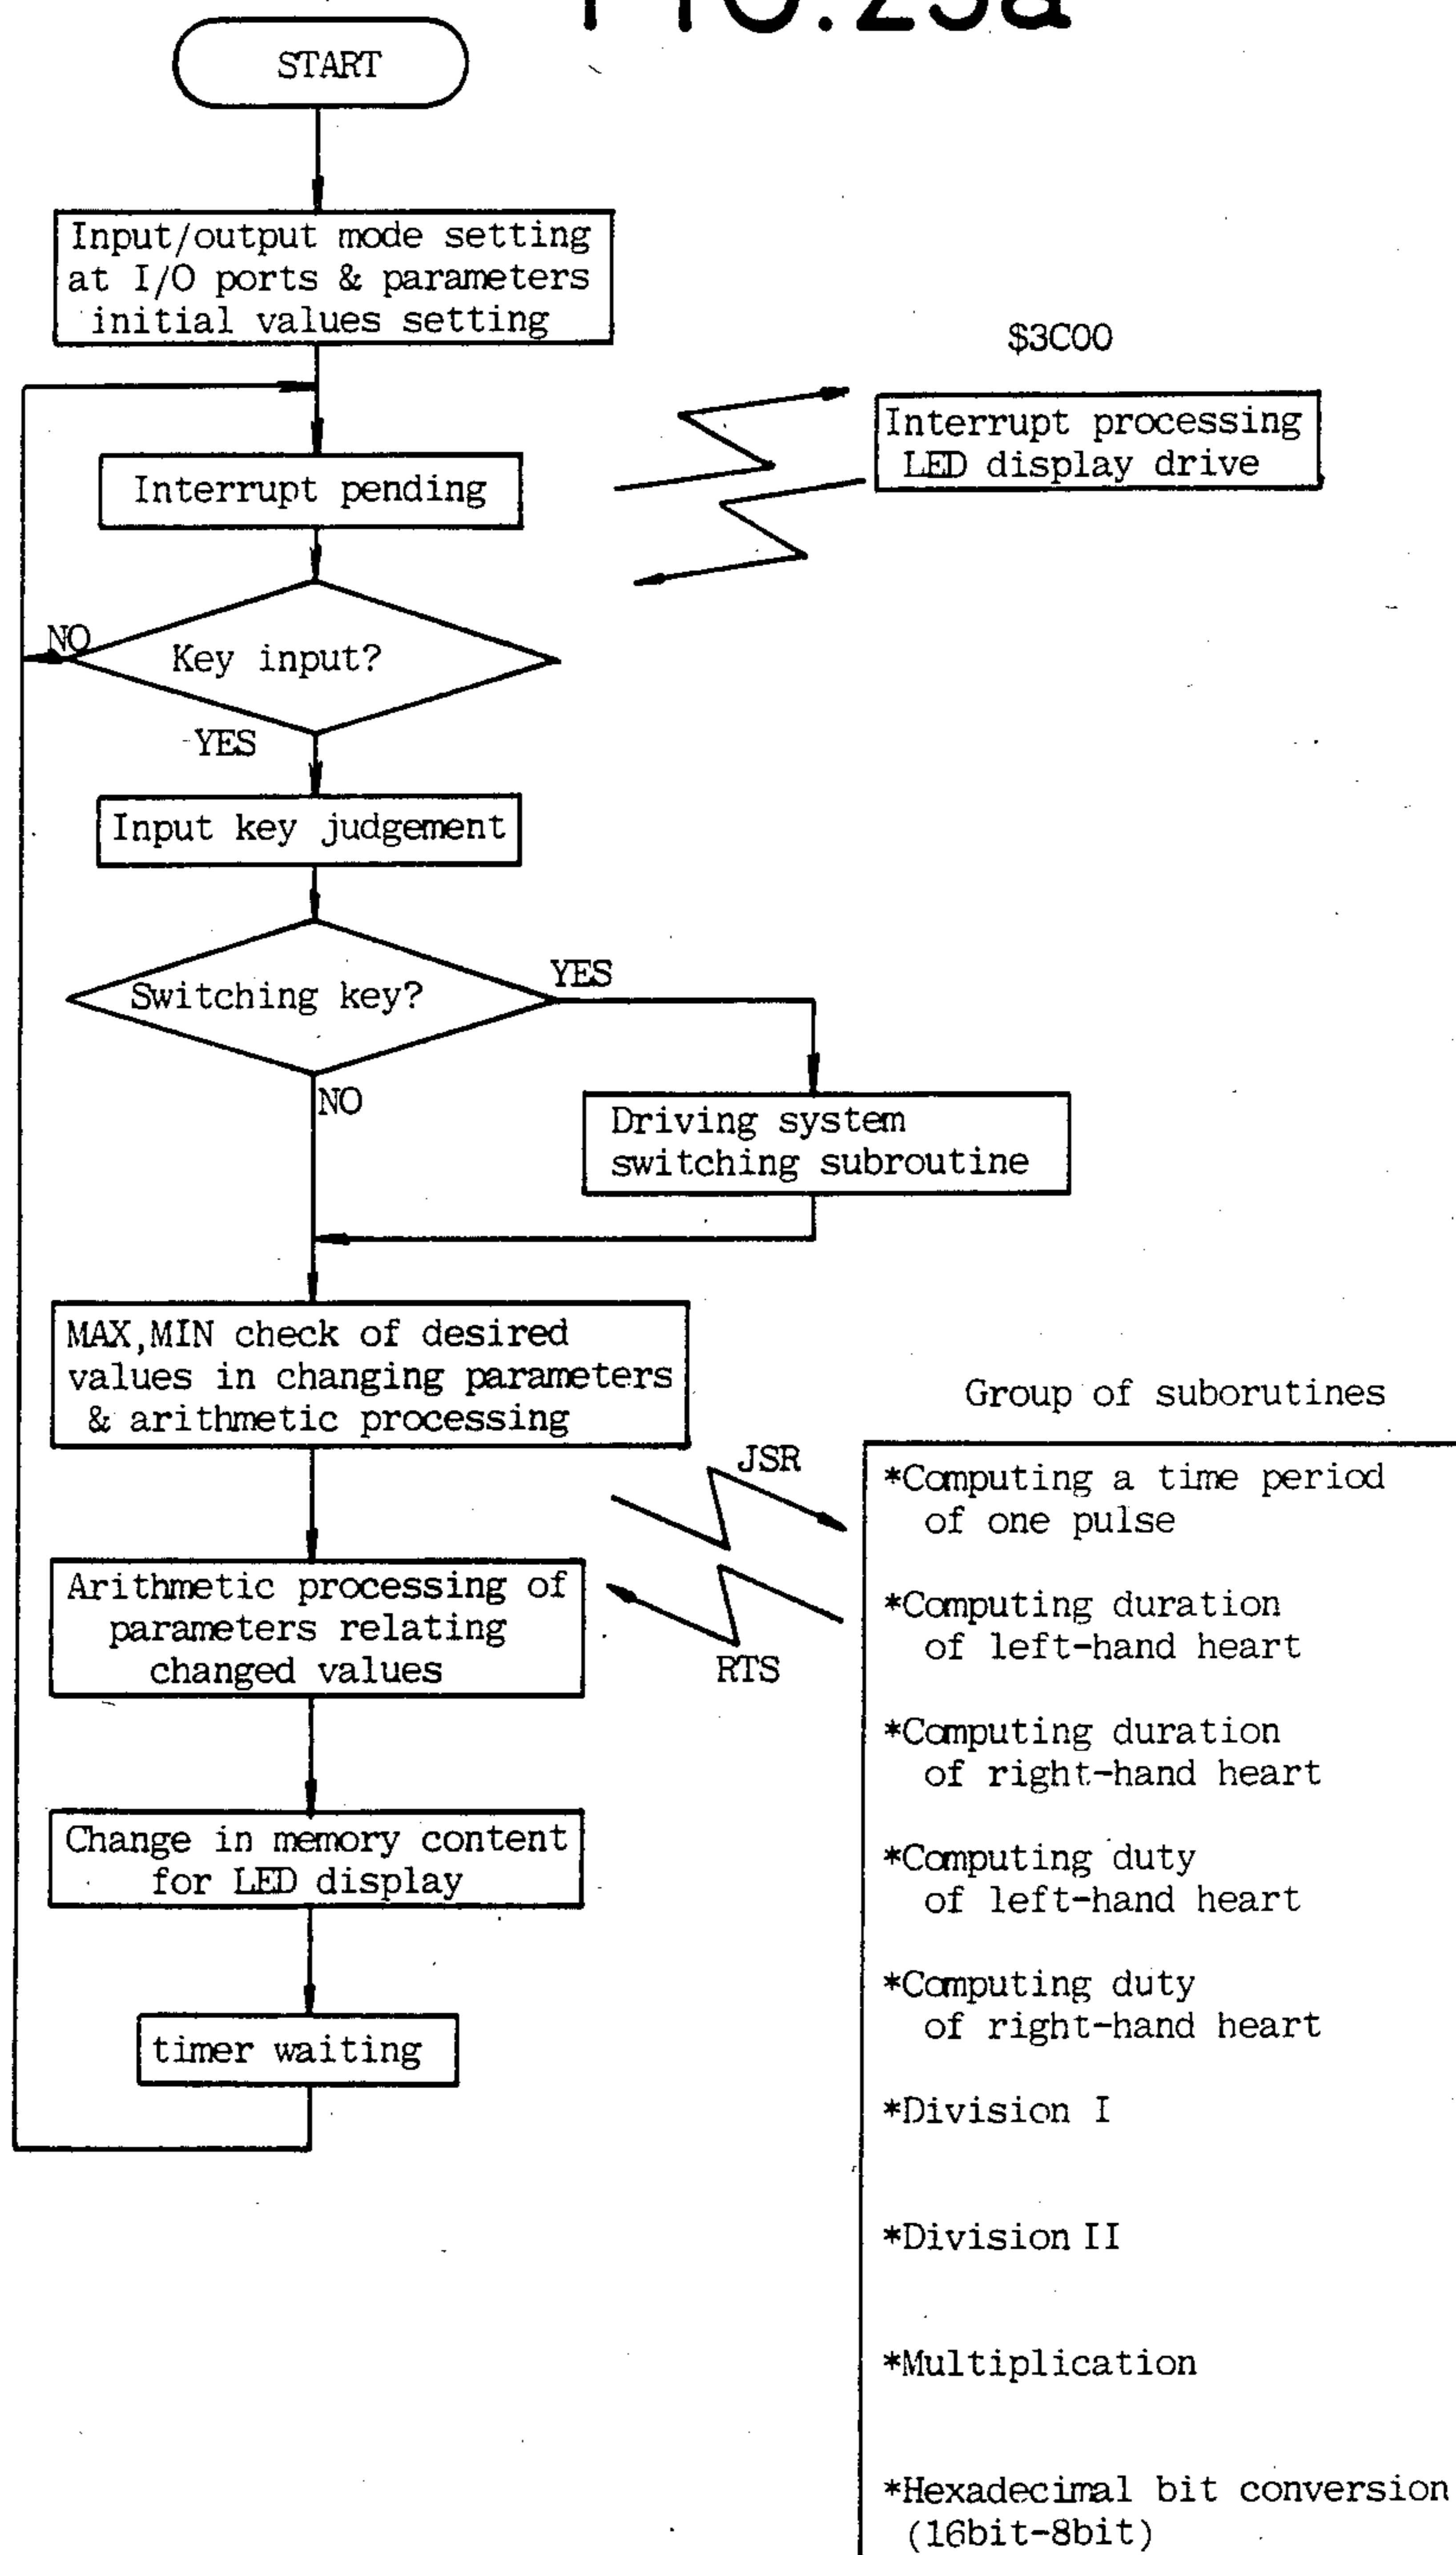 FIG. 23a
START
Input/output mode setting
at I/O ports & parameters
initial values setting
$3C00
Interrupt processing
LED display drive
Interrupt pending
NO
Key input?
YES
Input key judgement
Switching key?
YES
NO
Driving system
switching subroutine
MAX,MIN check of desired
values in changing parameters
& arithmetic processing
JSR
Arithmetic processing of
parameters relating
changed values
RTS
Change in memory content
for LED display
timer waiting
Group of suborutines
*Computing a time period
of one pulse
*Computing duration
of left-hand heart
*Computing duration
of right-hand heart
*Computing duty
of left-hand heart
*Computing duty
of right-hand heart
*Division I
*Division II
*Multiplication
*Hexadecimal bit conversion
(16bit-8bit)